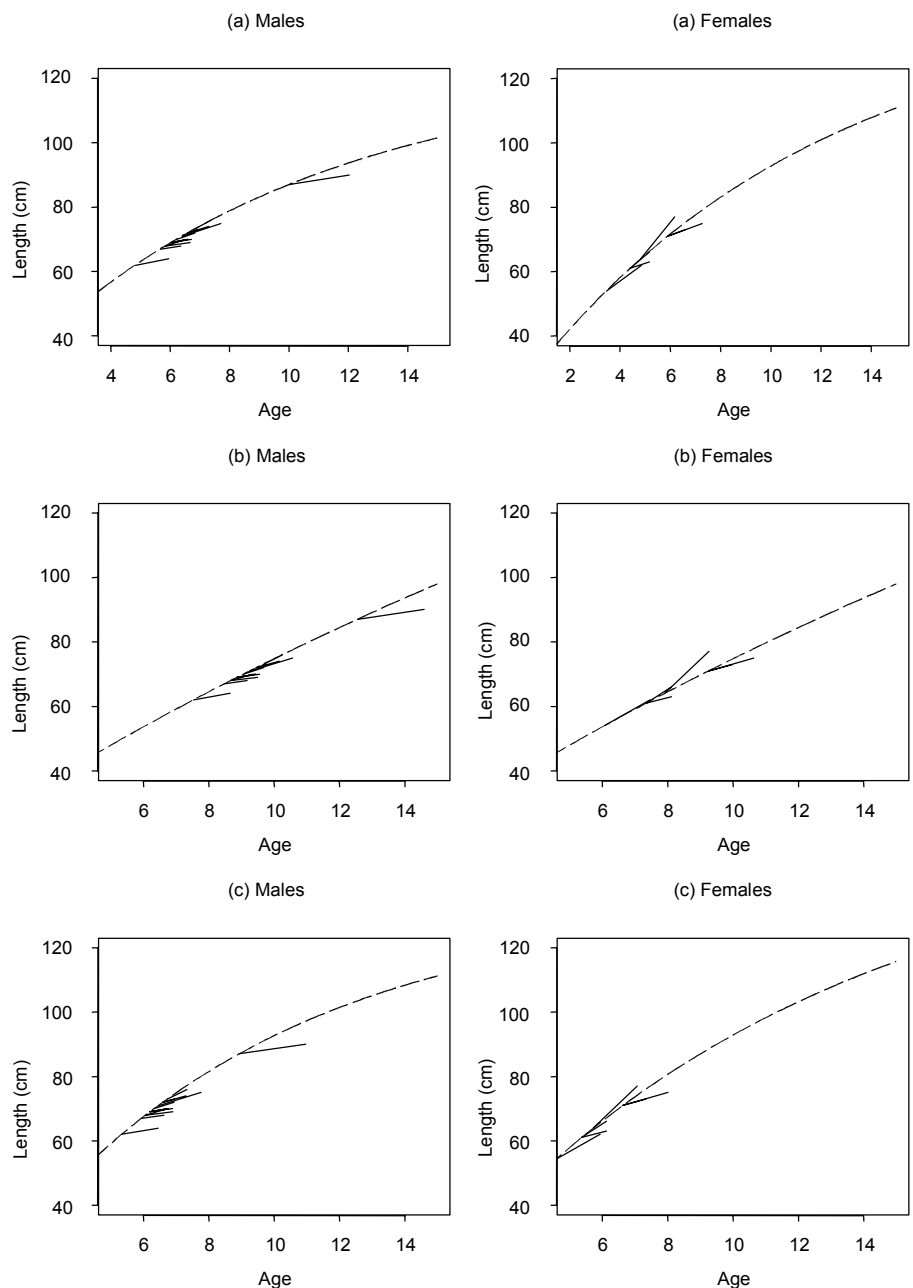 (a) Males
(a) Females
120
100
80
60
40
Length (cm)
4 6 8 10 12 14
Age
120
100
80
60
40
Length (cm)
2 4 6 8 10 12 14
Age
(b) Males
(b) Females
120
100
80
60
40
Length (cm)
6 8 10 12 14
Age
120
100
80
60
40
Length (cm)
6 8 10 12 14
Age
(c) Males
(c) Females
120
100
80
60
40
Length (cm)
6 8 10 12 14
Age
120
100
80
60
40
Length (cm)
6 8 10 12 14
Age